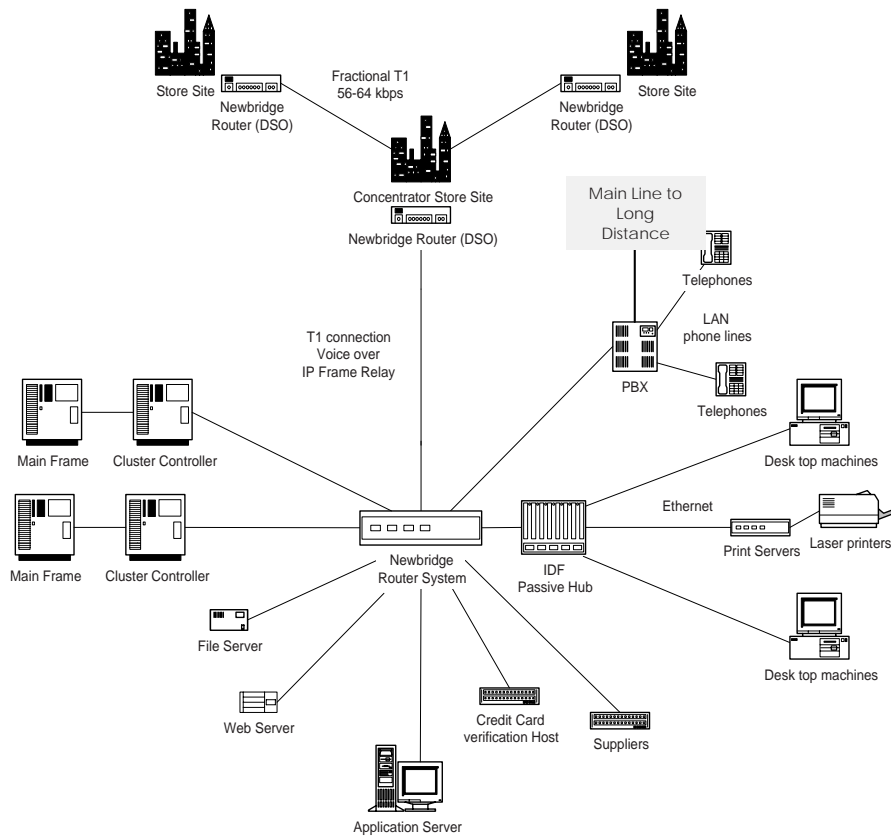 Store Site
Newbridge
Router (DSO)
Fractional T1
56-64 kbps
Newbridge
Router (DSO)
Store Site
Concentrator Store Site
Newbridge Router (DSO)
Main Line to
Long
Distance
Telephones
LAN
phone lines
PBX
Telephones
T1 connection
Voice over
IP Frame Relay
Main Frame
Cluster Controller
Desk top machines
Main Frame
Cluster Controller
Newbridge
Router System
IDF
Passive Hub
Ethernet
Print Servers
Laser printers
File Server
Web Server
Credit Card
verification Host
Suppliers
Desk top machines
Application Server